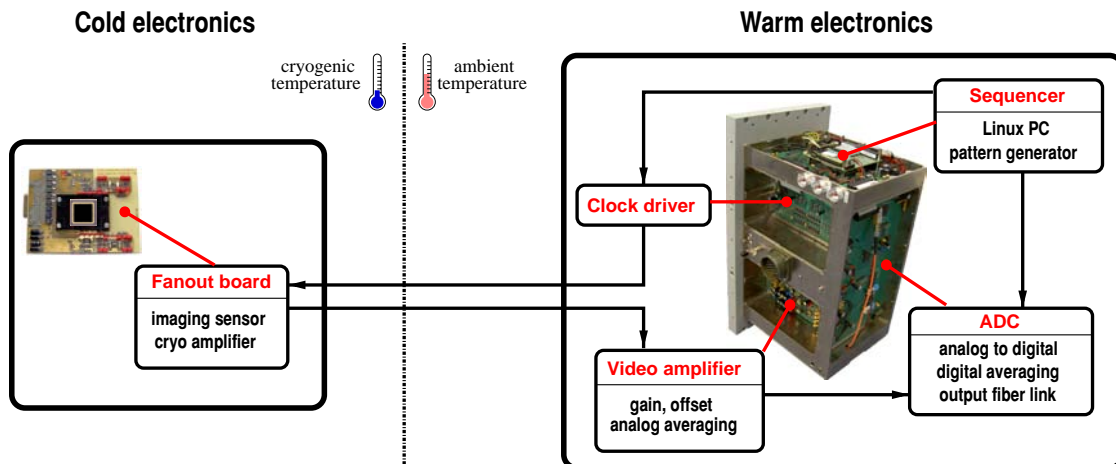 Cold electronics
Warm electronics
cryogenic
temperature
ambient
temperature
Sequencer
Linux PC
pattern generator
Clock driver
Fanout board
imaging sensor
cryo amplifier
Video amplifier
gain, offset
analog averaging
ADC
analog to digital
digital averaging
output fiber link